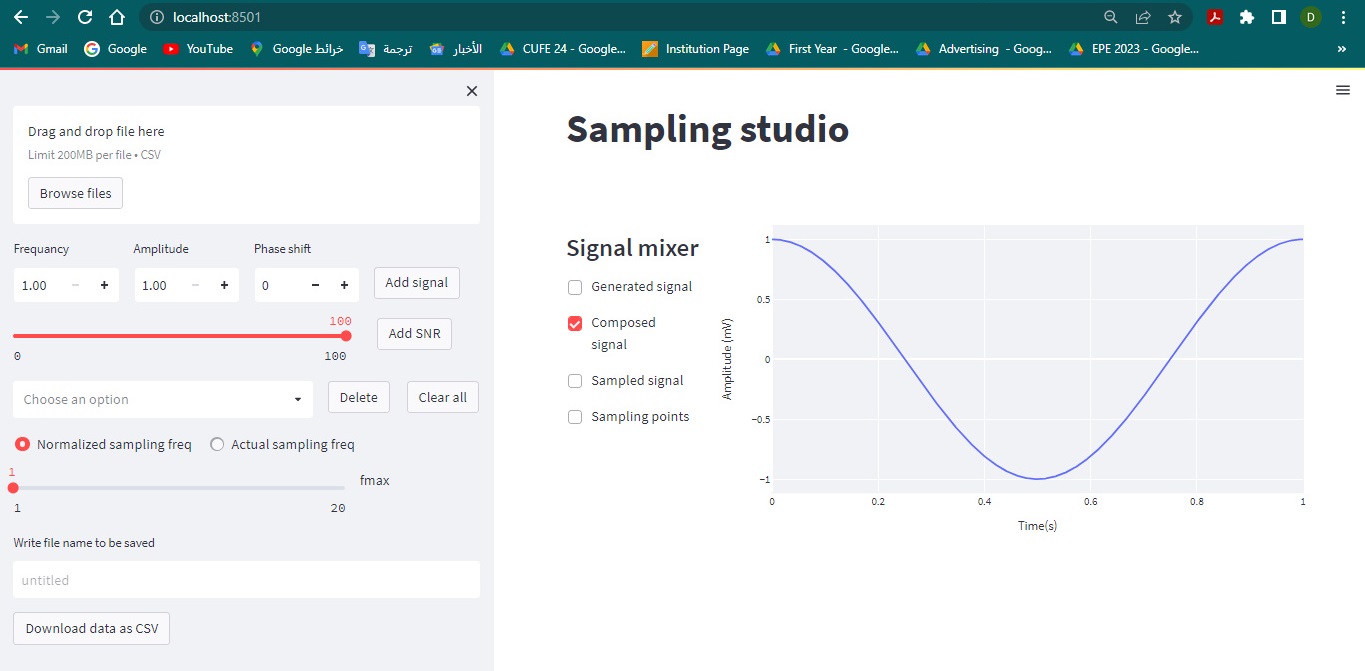 localhost:8501
D
Gmail
Google
YouTube
خرائط Google
ترجمة
الأخبار
CUFE 24 - Google...
Institution Page
First Year - Google...
Advertising - Goog...
EPE 2023 - Google...
»
Drag and drop file here
Limit 200MB per file • CSV
Browse files
Frequancy Amplitude Phase shift
1.00 − + 1.00 − + 0 − + Add signal
100
0 100
Add SNR
Choose an option
Delete
Clear all
Normalized sampling freq
Actual sampling freq
1
fmax
1 20
Write file name to be saved
untitled
Download data as CSV
Sampling studio
Signal mixer
Generated signal
Composed
signal
Sampled signal
Sampling points
Amplitude (mV)
1
0.5
0
−0.5
−1
0 0.2 0.4 0.6 0.8 1
Time(s)